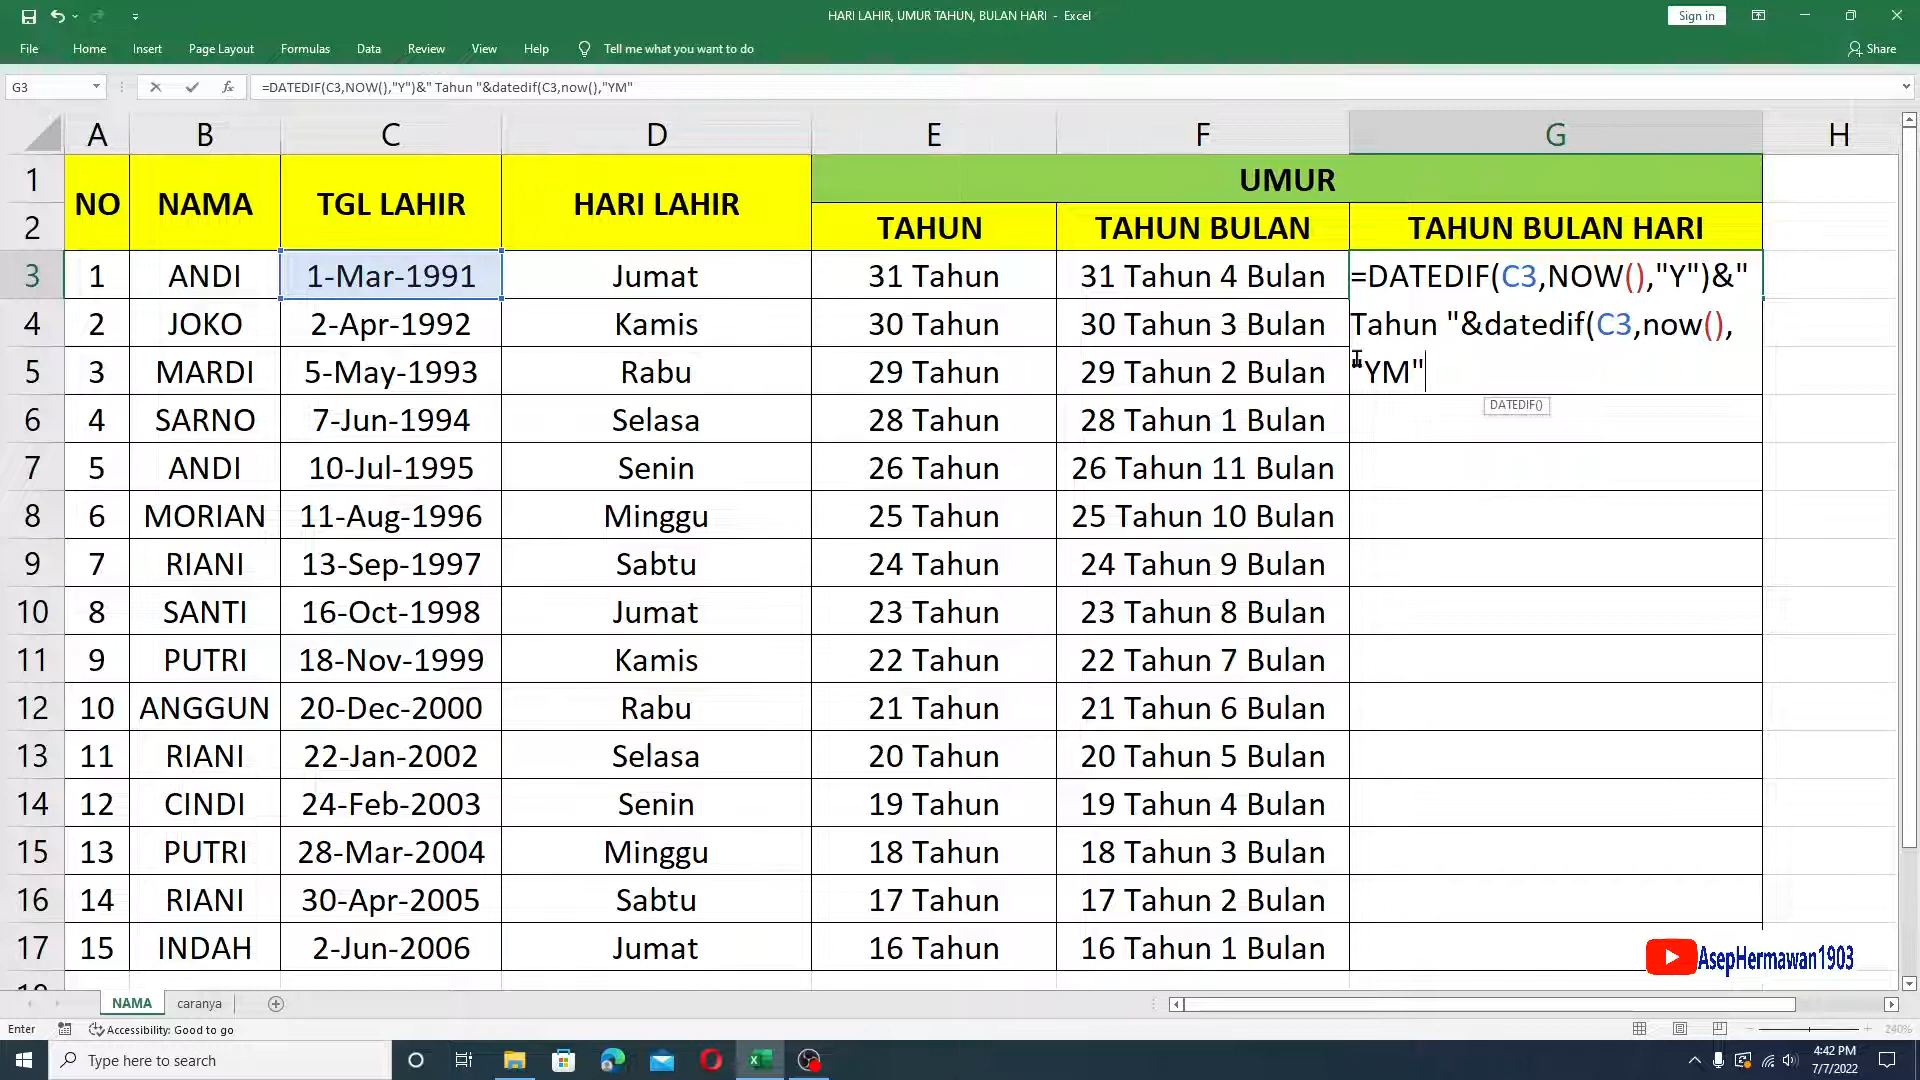 HARI LAHIR, UMUR TAHUN, BULAN HARI - Excel
Sign in
File Home Insert Page Layout Formulas Data Review View Help Tell me what you want to do Share
G3 fx =DATEDIF(C3,NOW(),"Y")&" Tahun "&datedif(C3,now(),"YM"
A B C D E F G H
1 NO NAMA TGL LAHIR HARI LAHIR UMUR
2 TAHUN TAHUN BULAN TAHUN BULAN HARI
3 1 ANDI 1-Mar-1991 Jumat 31 Tahun 31 Tahun 4 Bulan =DATEDIF(C3,NOW(),"Y")&"
4 2 JOKO 2-Apr-1992 Kamis 30 Tahun 30 Tahun 3 Bulan Tahun "&datedif(C3,now(),
5 3 MARDI 5-May-1993 Rabu 29 Tahun 29 Tahun 2 Bulan "YM"
DATEDIF()
6 4 SARNO 7-Jun-1994 Selasa 28 Tahun 28 Tahun 1 Bulan
7 5 ANDI 10-Jul-1995 Senin 26 Tahun 26 Tahun 11 Bulan
8 6 MORIAN 11-Aug-1996 Minggu 25 Tahun 25 Tahun 10 Bulan
9 7 RIANI 13-Sep-1997 Sabtu 24 Tahun 24 Tahun 9 Bulan
10 8 SANTI 16-Oct-1998 Jumat 23 Tahun 23 Tahun 8 Bulan
11 9 PUTRI 18-Nov-1999 Kamis 22 Tahun 22 Tahun 7 Bulan
12 10 ANGGUN 20-Dec-2000 Rabu 21 Tahun 21 Tahun 6 Bulan
13 11 RIANI 22-Jan-2002 Selasa 20 Tahun 20 Tahun 5 Bulan
14 12 CINDI 24-Feb-2003 Senin 19 Tahun 19 Tahun 4 Bulan
15 13 PUTRI 28-Mar-2004 Minggu 18 Tahun 18 Tahun 3 Bulan
16 14 RIANI 30-Apr-2005 Sabtu 17 Tahun 17 Tahun 2 Bulan
17 15 INDAH 2-Jun-2006 Jumat 16 Tahun 16 Tahun 1 Bulan
AsepHermawan1903
NAMA caranya
Enter Accessibility: Good to go 240%
Type here to search
4:42 PM
7/7/2022